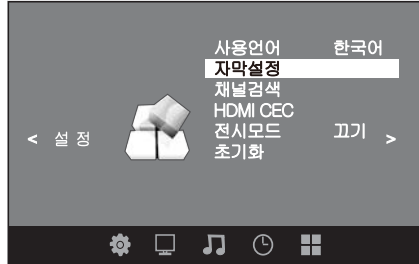 사용언어 한국어
자막설정
채널검색
HDMI CEC
< 설 정 전시모드 끄기 >
초기화